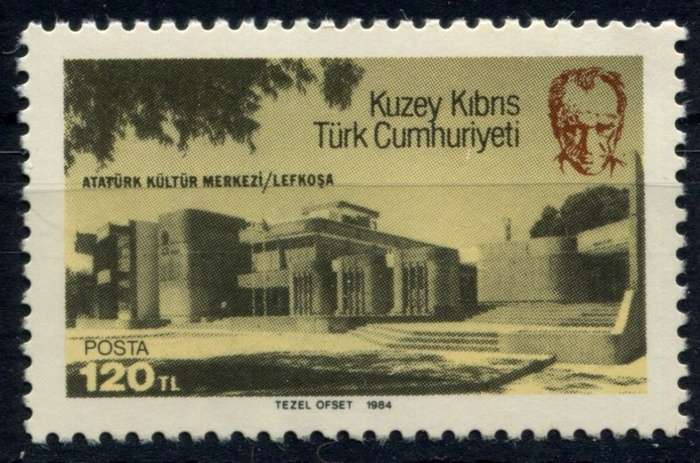 Kuzey Kıbrıs
Türk Cumhuriyeti
ATATÜRK KÜLTÜR MERKEZİ/LEFKOŞA
POSTA
120 TL
TEZEL OFSET 1984